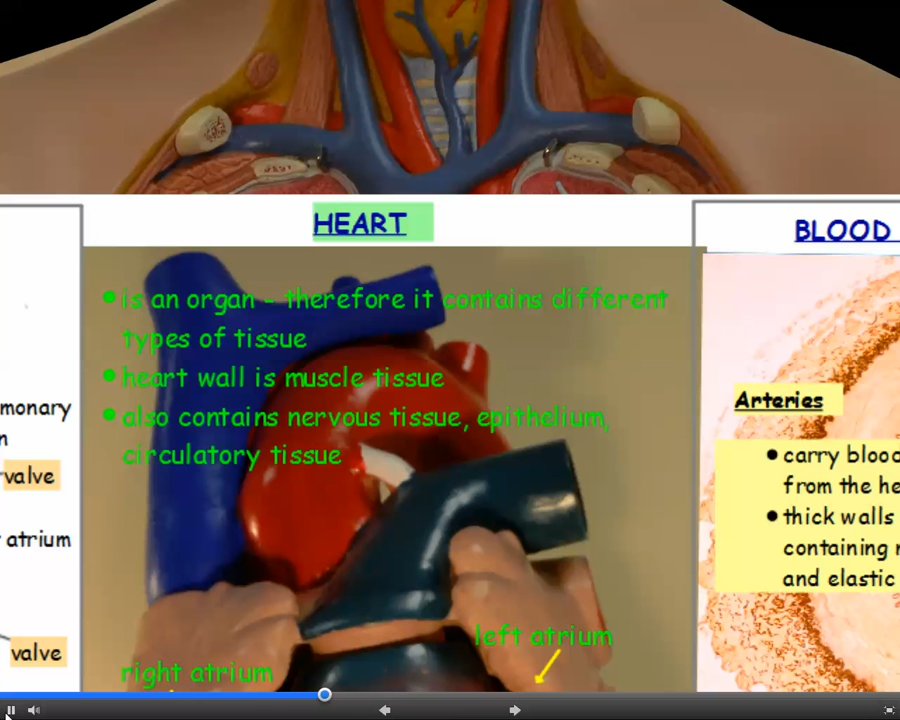 HEART
is an organ - therefore it contains different
types of tissue
heart wall is muscle tissue
also contains nervous tissue, epithelium,
circulatory tissue
left atrium
right atrium
valve
atrium
valve
BLOOD
Arteries
carry blood
from the he
thick walls
containing
and elastic